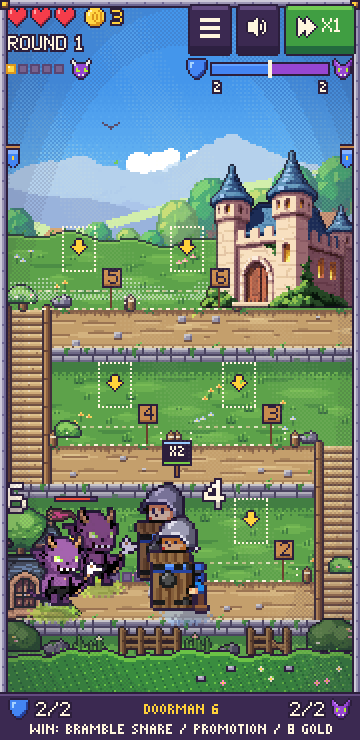 3
X1
ROUND 1
2 2
5 6
4 3
X2
5 4
2
2/2 DOORMAN 6 2/2
WIN: BRAMBLE SNARE / PROMOTION / 8 GOLD